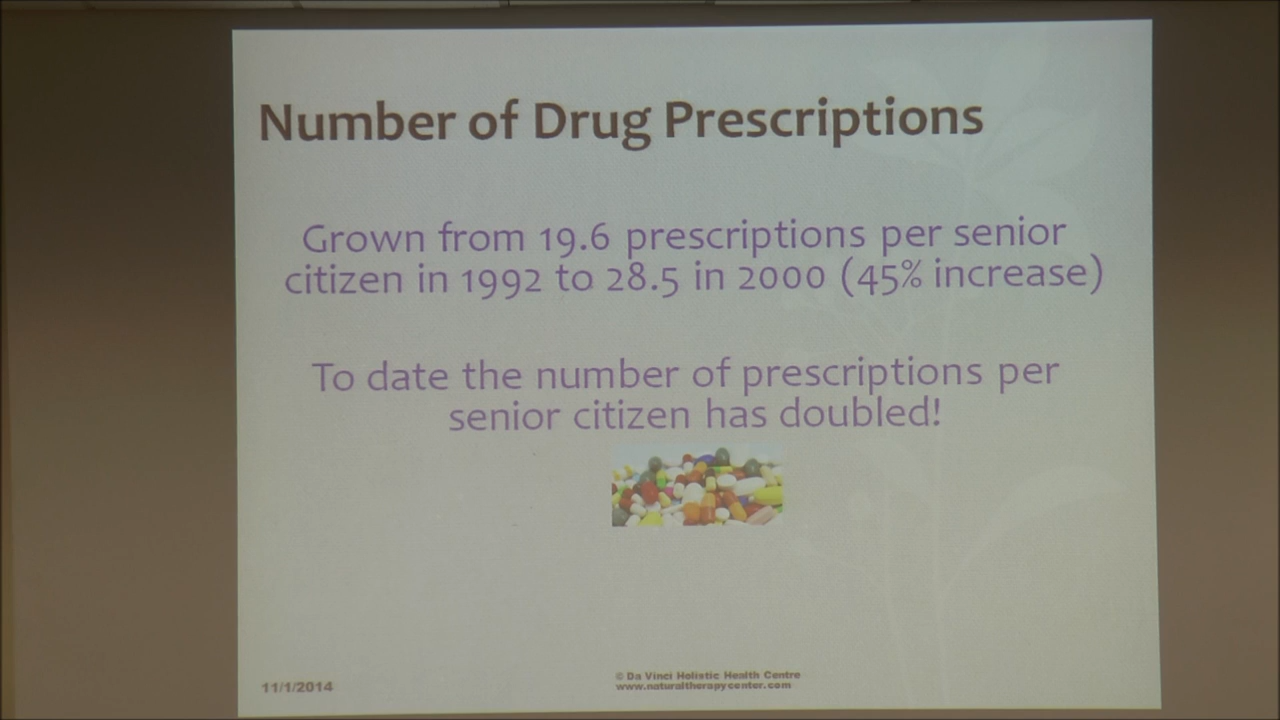 Number of Drug Prescriptions
Grown from 19.6 prescriptions per senior
citizen in 1992 to 28.5 in 2000 (45% increase)
To date the number of prescriptions per
senior citizen has doubled!
11/1/2014
© Da Vinci Holistic Health Centre
www.naturaltherapycenter.com